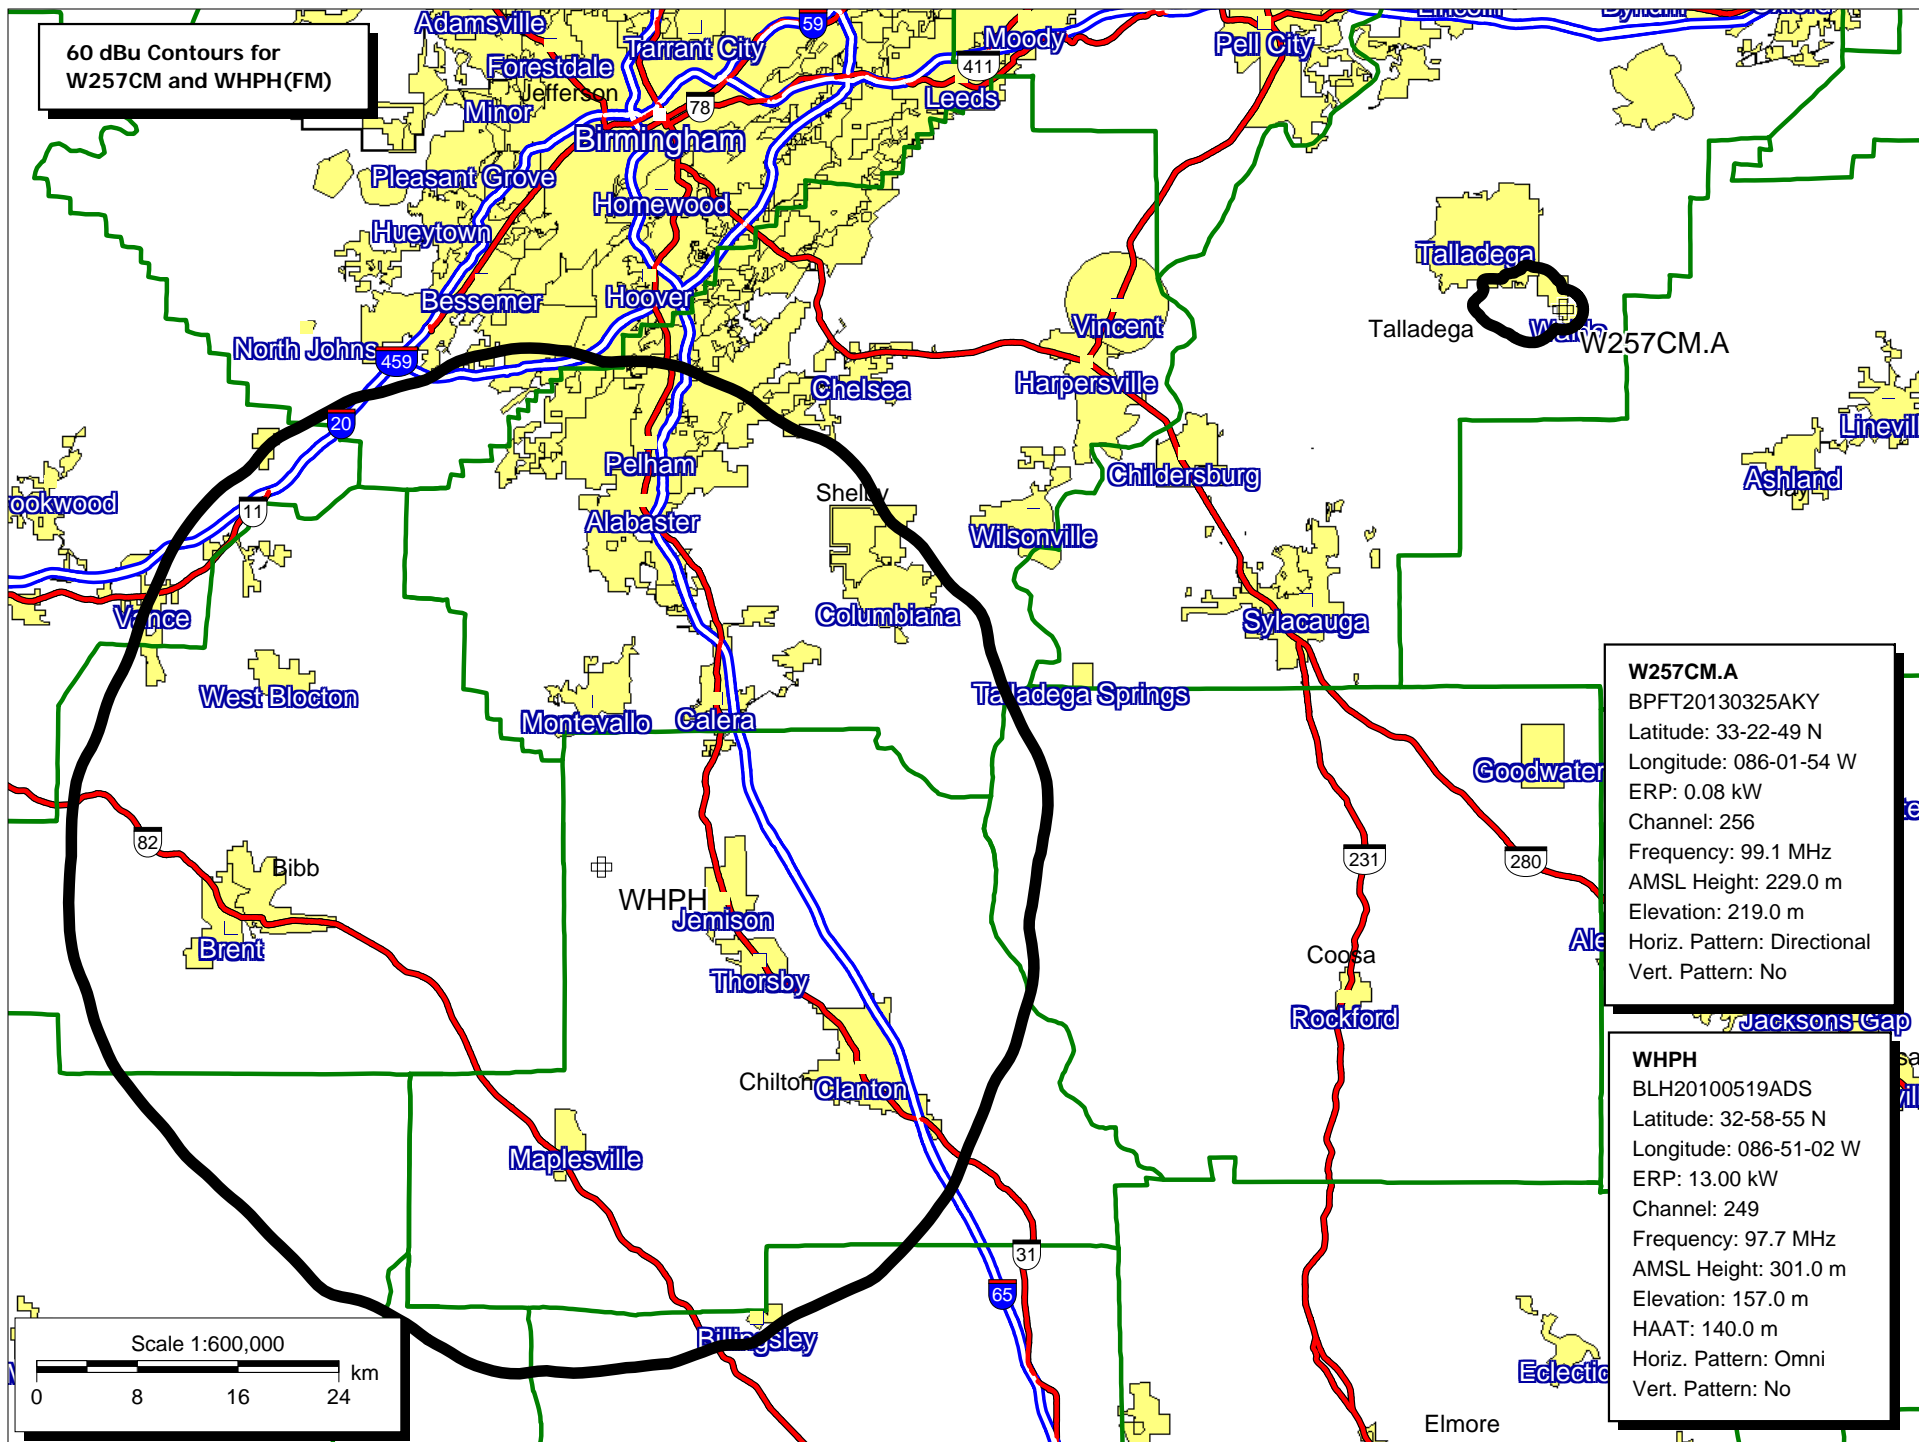 60 dBu Contours for
W257CM and WHPH(FM)
Adamsville
59
Tarrant City
Moody
Pell City
Forestdale
Jefferson
411
Leeds
Minor
78
Birmingham
Pleasant Grove
Homewood
Hueytown
Talladega
Bessemer
Hoover
Vincent
Talladega
W257CM.A
North Johns
459
Harpersville
Chelsea
20
Pelham
Childersburg
Ashland
Clay
Shelby
11
Alabaster
Wilsonville
Vance
Columbiana
Sylacauga
West Blocton
Montevallo
Calera
Talladega Springs
Goodwater
82
Bibb
231
280
WHPH
Jemison
Brent
Coosa
Thorsby
Rockford
Jacksons Gap
Chilton
Clanton
Maplesville
31
65
Billingsley
Elmore
W257CM.A
BPFT20130325AKY
Latitude: 33-22-49 N
Longitude: 086-01-54 W
ERP: 0.08 kW
Channel: 256
Frequency: 99.1 MHz
AMSL Height: 229.0 m
Elevation: 219.0 m
Horiz. Pattern: Directional
Vert. Pattern: No
WHPH
BLH20100519ADS
Latitude: 32-58-55 N
Longitude: 086-51-02 W
ERP: 13.00 kW
Channel: 249
Frequency: 97.7 MHz
AMSL Height: 301.0 m
Elevation: 157.0 m
HAAT: 140.0 m
Horiz. Pattern: Omni
Vert. Pattern: No
Scale 1:600,000
km
0 8 16 24